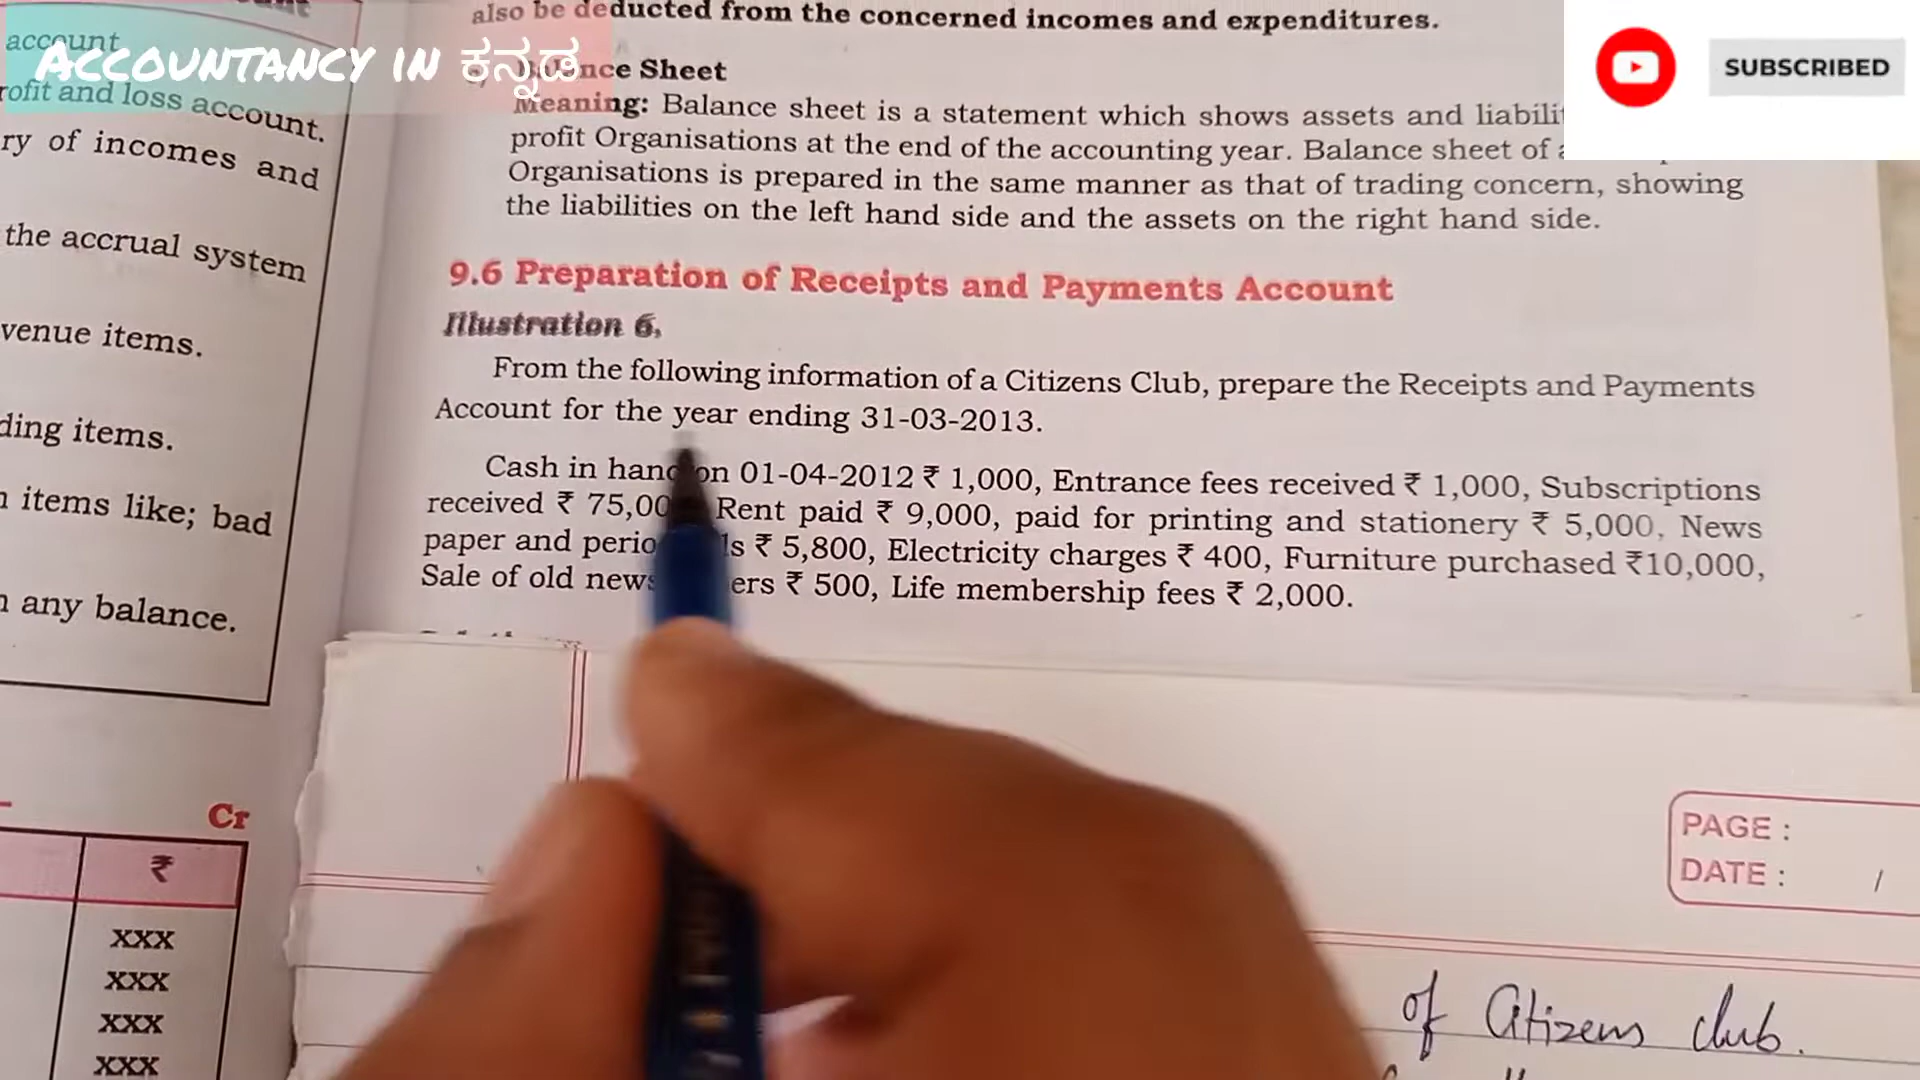 ACCOUNTANCY IN ಕನ್ನಡ
SUBSCRIBED
account
rofit and loss account.
ry of incomes and
the accrual system
venue items.
ding items.
items like; bad
any balance.
Cr
₹
xxx
xxx
xxx
xxx
also be deducted from the concerned incomes and expenditures.
Balance Sheet
Meaning: Balance sheet is a statement which shows assets and liabilit
profit Organisations at the end of the accounting year. Balance sheet of
Organisations is prepared in the same manner as that of trading concern, showing
the liabilities on the left hand side and the assets on the right hand side.
9.6 Preparation of Receipts and Payments Account
Illustration 6.
From the following information of a Citizens Club, prepare the Receipts and Payments
Account for the year ending 31-03-2013.
Cash in hand on 01-04-2012 ₹ 1,000, Entrance fees received ₹ 1,000, Subscriptions
received ₹ 75,00 Rent paid ₹ 9,000, paid for printing and stationery ₹ 5,000, News
paper and perio ls ₹ 5,800, Electricity charges ₹ 400, Furniture purchased ₹10,000,
Sale of old news ers ₹ 500, Life membership fees ₹ 2,000.
PAGE :
DATE : /
of Citizens club.